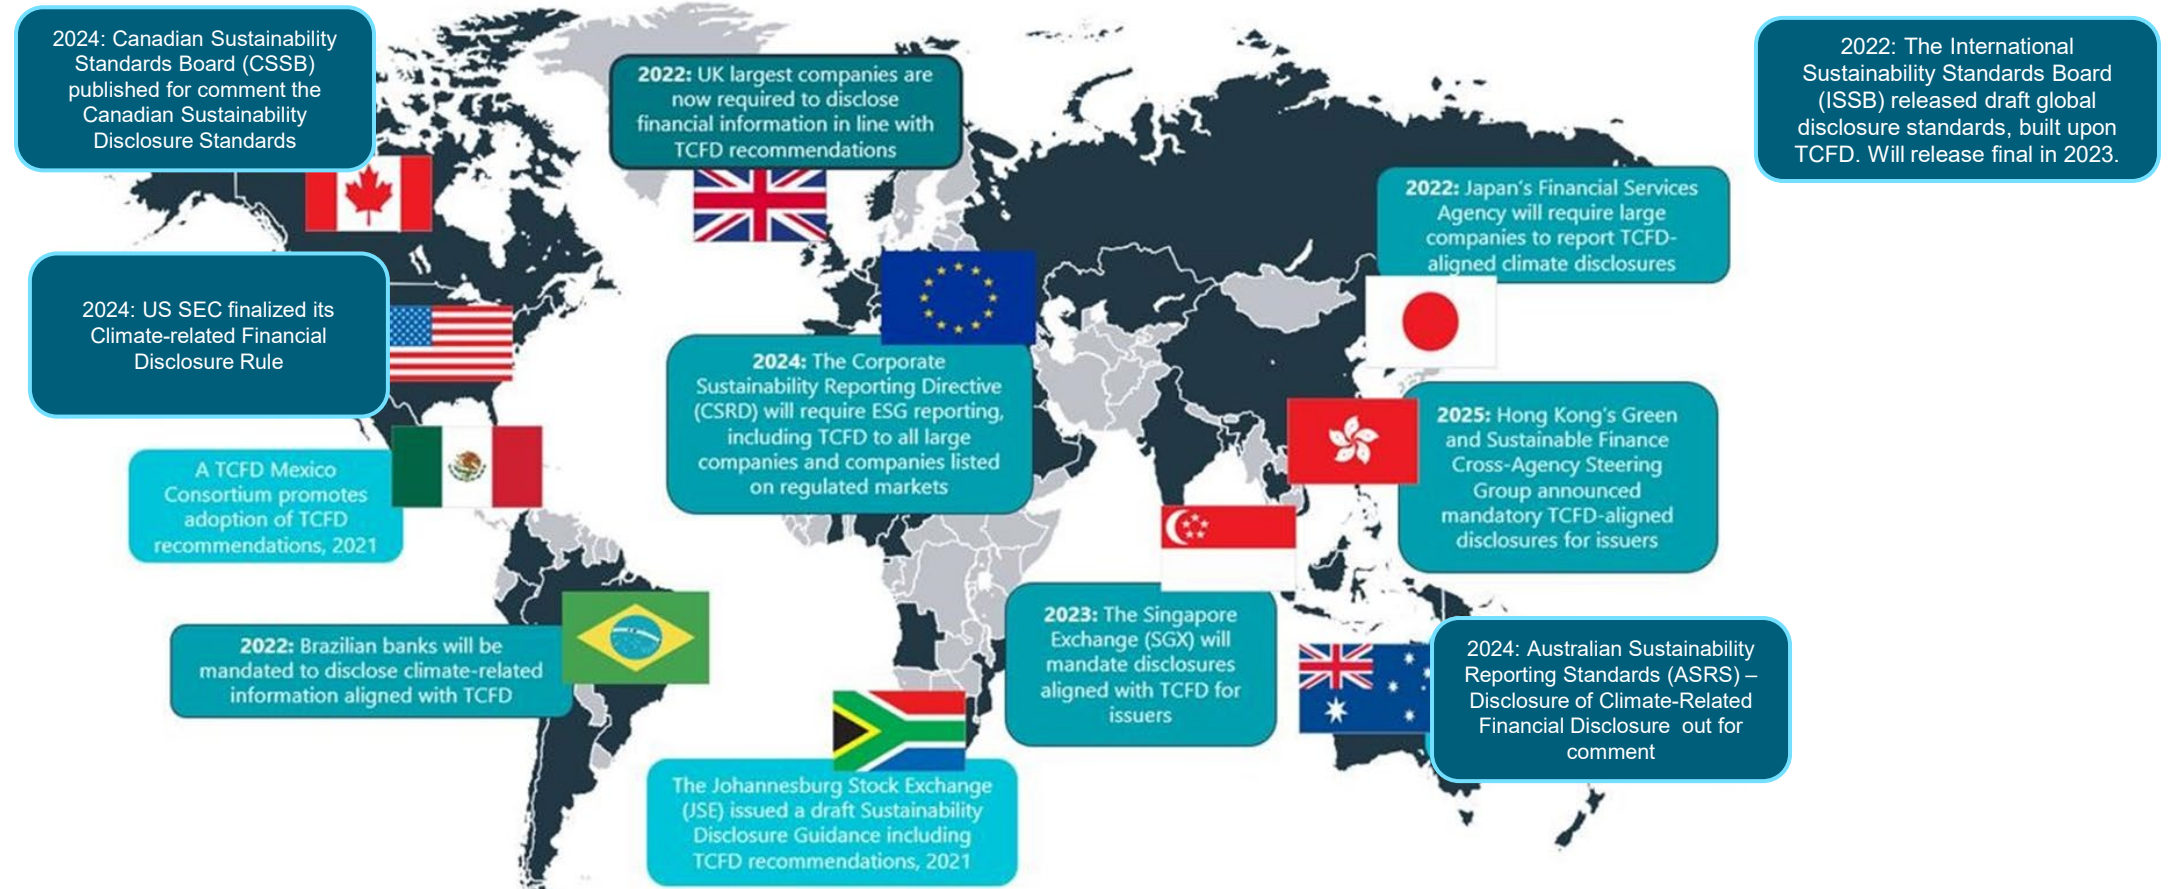 2024: Canadian Sustainability
Standards Board (CSSB)
published for comment the
Canadian Sustainability
Disclosure Standards
2022: UK largest companies are
now required to disclose
financial information in line with
TCFD recommendations
2022: The International
Sustainability Standards Board
(ISSB) released draft global
disclosure standards, built upon
TCFD. Will release final in 2023.
2022: Japan's Financial Services
Agency will require large
companies to report TCFD-
aligned climate disclosures
2024: US SEC finalized its
Climate-related Financial
Disclosure Rule
2024: The Corporate
Sustainability Reporting Directive
(CSRD) will require ESG reporting,
including TCFD to all large
companies and companies listed
on regulated markets
2025: Hong Kong's Green
and Sustainable Finance
Cross-Agency Steering
Group announced
mandatory TCFD-aligned
disclosures for issuers
A TCFD Mexico
Consortium promotes
adoption of TCFD
recommendations, 2021
2023: The Singapore
Exchange (SGX) will
mandate disclosures
aligned with TCFD for
issuers
2022: Brazilian banks will be
mandated to disclose climate-related
information aligned with TCFD
2024: Australian Sustainability
Reporting Standards (ASRS) –
Disclosure of Climate-Related
Financial Disclosure  out for
comment
The Johannesburg Stock Exchange
(JSE) issued a draft Sustainability
Disclosure Guidance including
TCFD recommendations, 2021